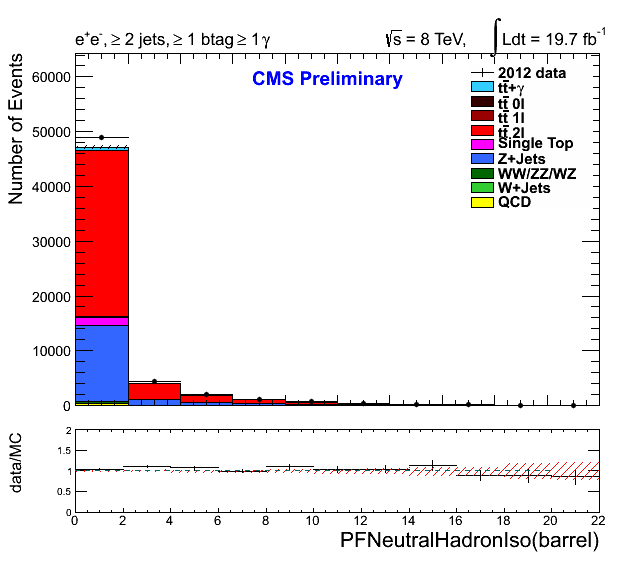 e⁺e⁻, ≥ 2 jets, ≥ 1 btag ≥ 1 γ
√s = 8 TeV, ∫ Ldt = 19.7 fb⁻¹
CMS Preliminary
2012 data
tt̄+γ
tt̄ 0l
tt̄ 1l
tt̄ 2l
Single Top
Z+Jets
WW/ZZ/WZ
W+Jets
QCD
Number of Events
60000
50000
40000
30000
20000
10000
0
data/MC
2
1.5
1
0.5
0
0 2 4 6 8 10 12 14 16 18 20 22
PFNeutralHadronIso(barrel)